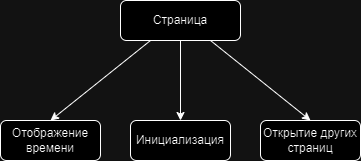 Страница
Отображение
времени
Инициализация
Открытие других
страниц